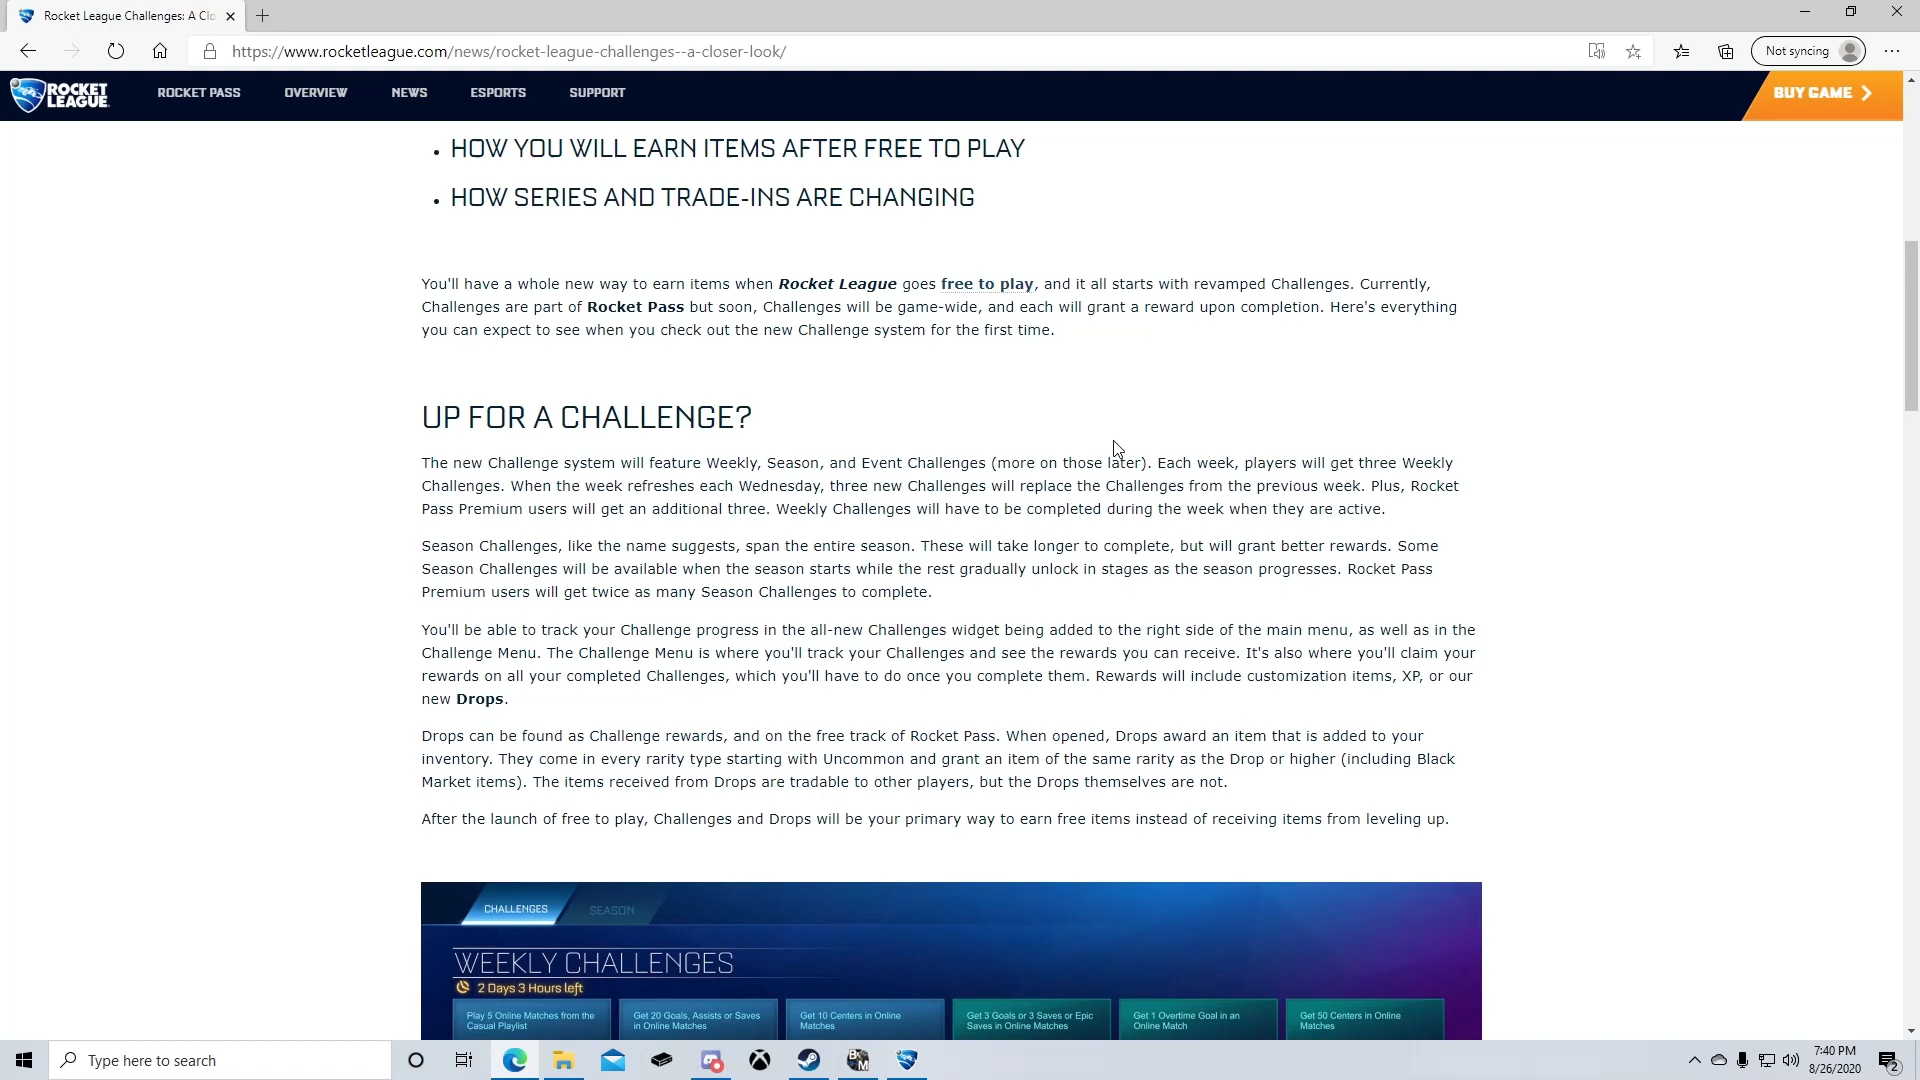 Rocket League Challenges: A Clo
https://www.rocketleague.com/news/rocket-league-challenges--a-closer-look/
Not syncing
ROCKET LEAGUE
ROCKET PASS
OVERVIEW
NEWS
ESPORTS
SUPPORT
BUY GAME
• HOW YOU WILL EARN ITEMS AFTER FREE TO PLAY
• HOW SERIES AND TRADE-INS ARE CHANGING
You'll have a whole new way to earn items when Rocket League goes free to play, and it all starts with revamped Challenges. Currently,
Challenges are part of Rocket Pass but soon, Challenges will be game-wide, and each will grant a reward upon completion. Here's everything
you can expect to see when you check out the new Challenge system for the first time.
UP FOR A CHALLENGE?
The new Challenge system will feature Weekly, Season, and Event Challenges (more on those later). Each week, players will get three Weekly
Challenges. When the week refreshes each Wednesday, three new Challenges will replace the Challenges from the previous week. Plus, Rocket
Pass Premium users will get an additional three. Weekly Challenges will have to be completed during the week when they are active.
Season Challenges, like the name suggests, span the entire season. These will take longer to complete, but will grant better rewards. Some
Season Challenges will be available when the season starts while the rest gradually unlock in stages as the season progresses. Rocket Pass
Premium users will get twice as many Season Challenges to complete.
You'll be able to track your Challenge progress in the all-new Challenges widget being added to the right side of the main menu, as well as in the
Challenge Menu. The Challenge Menu is where you'll track your Challenges and see the rewards you can receive. It's also where you'll claim your
rewards on all your completed Challenges, which you'll have to do once you complete them. Rewards will include customization items, XP, or our
new Drops.
Drops can be found as Challenge rewards, and on the free track of Rocket Pass. When opened, Drops award an item that is added to your
inventory. They come in every rarity type starting with Uncommon and grant an item of the same rarity as the Drop or higher (including Black
Market items). The items received from Drops are tradable to other players, but the Drops themselves are not.
After the launch of free to play, Challenges and Drops will be your primary way to earn free items instead of receiving items from leveling up.
CHALLENGES
SEASON
WEEKLY CHALLENGES
2 Days 3 Hours left
Play 5 Online Matches from the
Casual Playlist
Get 20 Goals, Assists or Saves
in Online Matches
Get 10 Centers in Online
Matches
Get 3 Goals or 3 Saves or Epic
Saves in Online Matches
Get 1 Overtime Goal in an
Online Match
Get 50 Centers in Online
Matches
Type here to search
BM
7:40 PM
8/26/2020
2